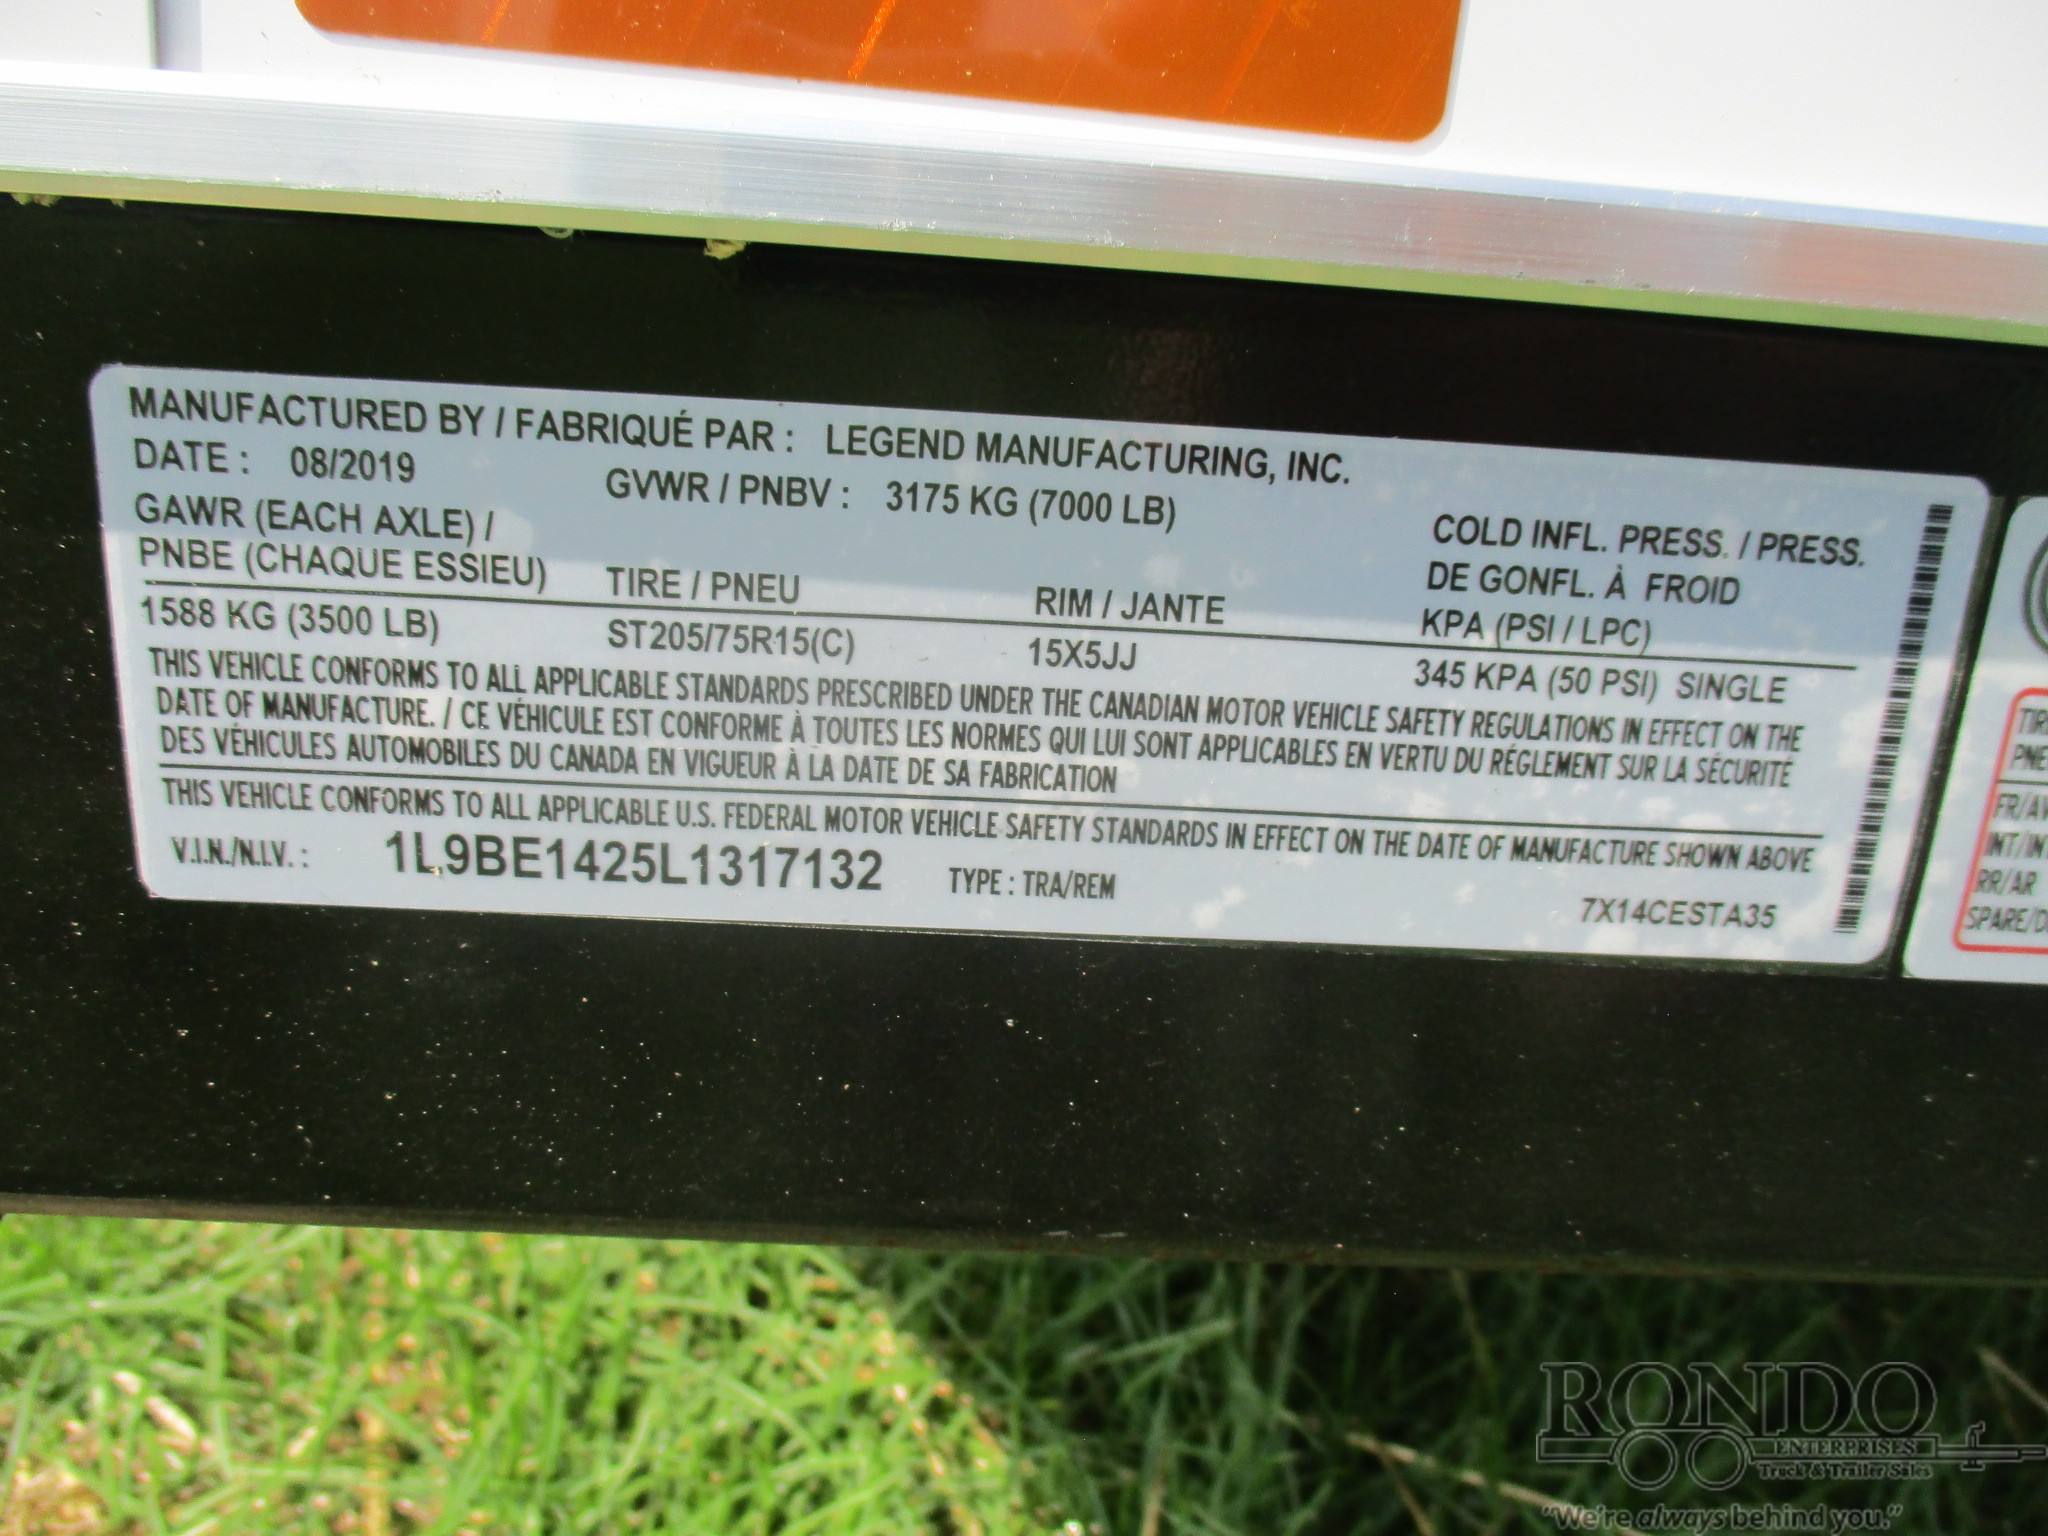 MANUFACTURED BY / FABRIQUÉ PAR : LEGEND MANUFACTURING, INC.
DATE : 08/2019 GVWR / PNBV : 3175 KG (7000 LB)
GAWR (EACH AXLE) /
PNBE (CHAQUE ESSIEU) TIRE / PNEU RIM / JANTE
COLD INFL. PRESS. / PRESS.
DE GONFL. À FROID
KPA (PSI / LPC)
1588 KG (3500 LB) ST205/75R15(C) 15X5JJ 345 KPA (50 PSI) SINGLE
THIS VEHICLE CONFORMS TO ALL APPLICABLE STANDARDS PRESCRIBED UNDER THE CANADIAN MOTOR VEHICLE SAFETY REGULATIONS IN EFFECT ON THE
DATE OF MANUFACTURE. / CE VÉHICULE EST CONFORME À TOUTES LES NORMES QUI LUI SONT APPLICABLES EN VERTU DU RÉGLEMENT SUR LA SÉCURITÉ
DES VÉHICULES AUTOMOBILES DU CANADA EN VIGUEUR À LA DATE DE SA FABRICATION
THIS VEHICLE CONFORMS TO ALL APPLICABLE U.S. FEDERAL MOTOR VEHICLE SAFETY STANDARDS IN EFFECT ON THE DATE OF MANUFACTURE SHOWN ABOVE
V.I.N./N.I.V. : 1L9BE1425L1317132 TYPE : TRA/REM 7X14CESTA35
RR/AR
RONDO
ENTERPRISES
Truck & Trailer Sales
"We're always behind you."